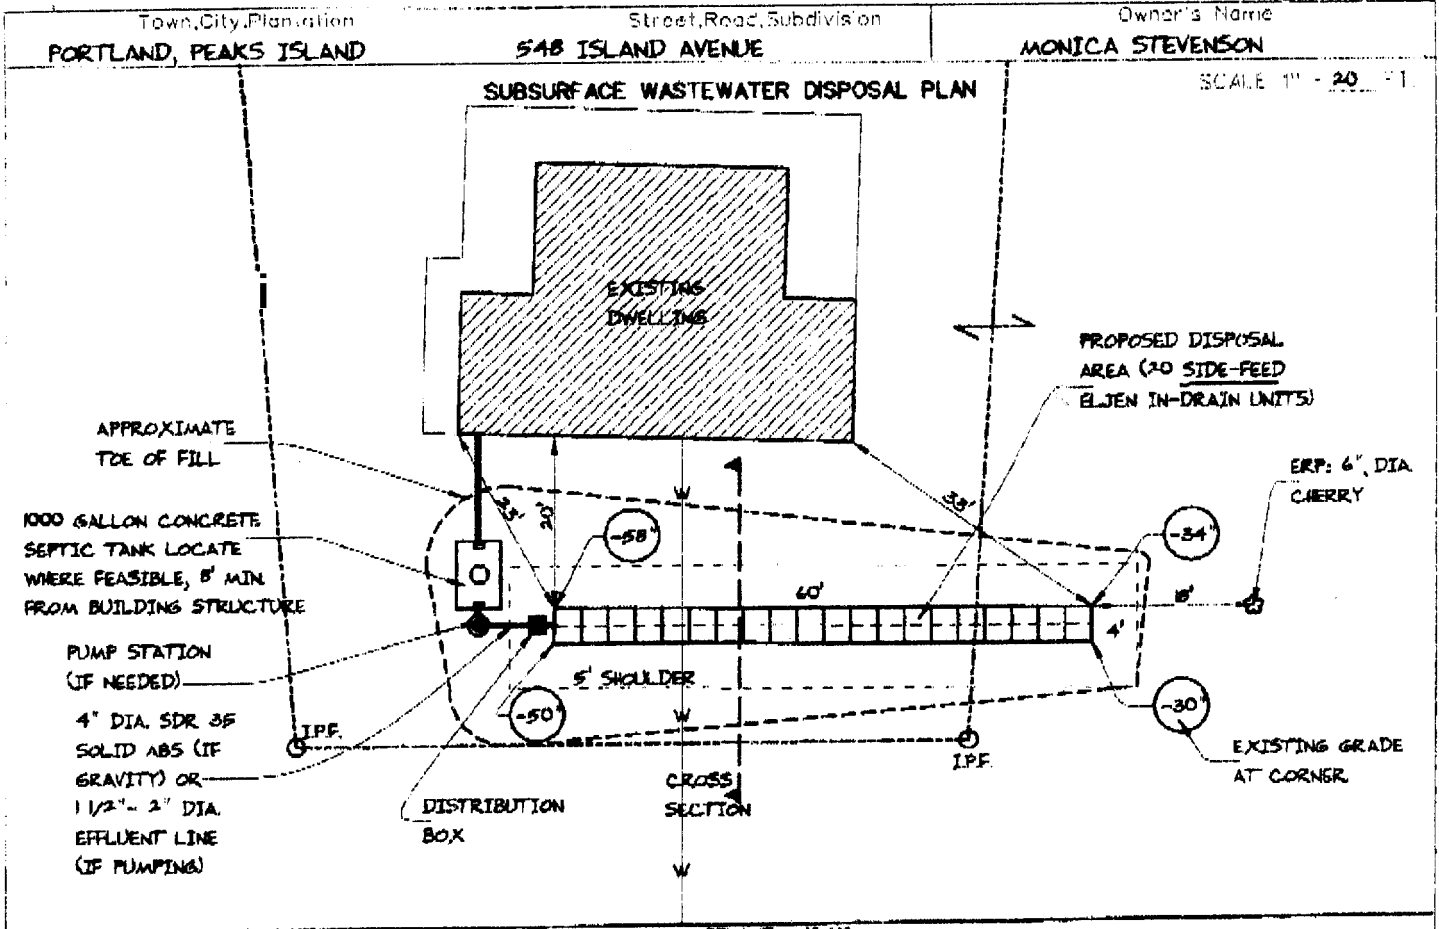 Town,City,Plantation
Street,Road,Subdivision
Owner's Name
PORTLAND, PEAKS ISLAND
548 ISLAND AVENUE
MONICA STEVENSON
SUBSURFACE WASTEWATER DISPOSAL PLAN
SCALE 1" - 20 FT.
EXISTING
DWELLING
PROPOSED DISPOSAL
AREA (20 SIDE-FEED
ELJEN IN-DRAIN UNITS)
APPROXIMATE
TOE OF FILL
ERP: 6", DIA.
CHERRY
1000 GALLON CONCRETE
SEPTIC TANK LOCATE
WHERE FEASIBLE, 8' MIN.
FROM BUILDING STRUCTURE
W
20'
33'
-58"
-34"
60'
18'
4'
PUMP STATION
(IF NEEDED)
5' SHOULDER
-50"
W
-30"
4" DIA. SDR 35
SOLID ABS (IF
GRAVITY) OR
1 1/2"- 2" DIA.
EFFLUENT LINE
(IF PUMPING)
I.P.F.
I.P.F.
EXISTING GRADE
AT CORNER
DISTRIBUTION
BOX
CROSS
SECTION
W